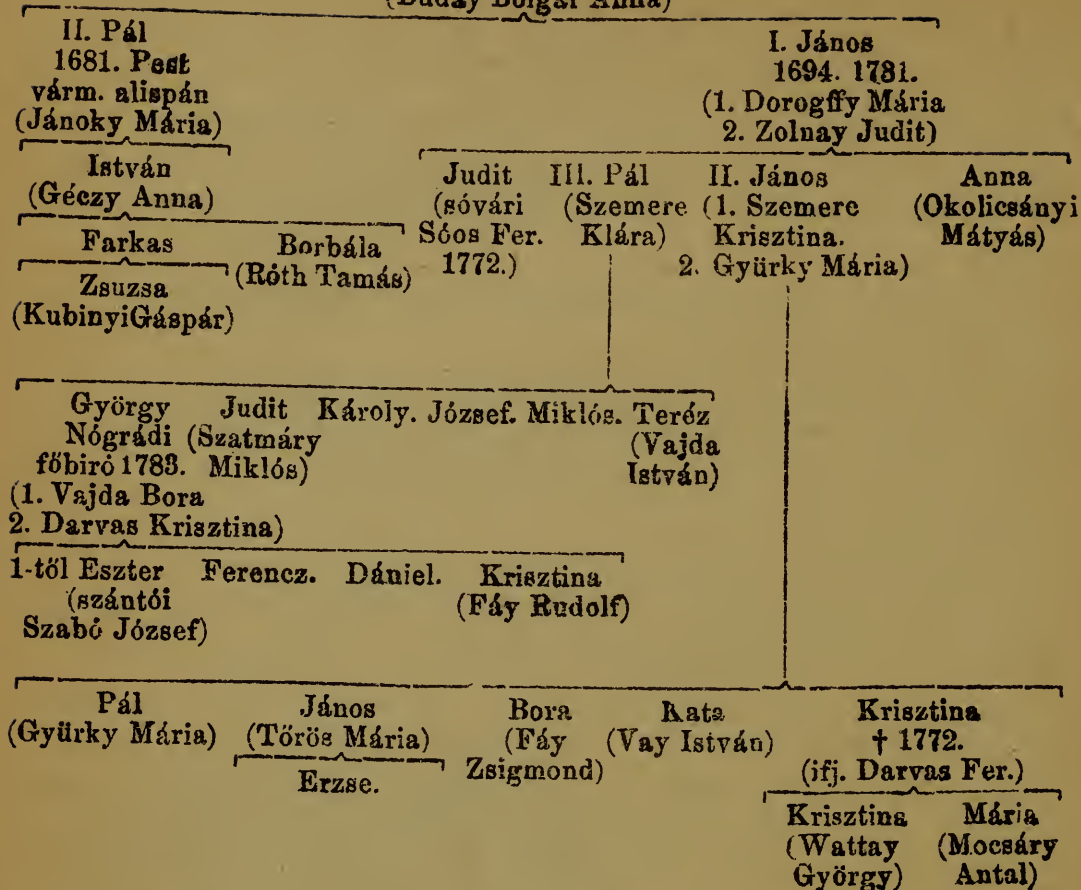 (Daday Bolgár Anna)
II. Pál
1681. Pest
várm. alispán
(Jánoky Mária)
I. János
1694. 1731.
(1. Dorogffy Mária
2. Zolnay Judit)
István
(Géczy Anna)
Judit
(sóvári
Sóos Fer.
1772.)
III. Pál
(Szemere
Klára)
II. János
(1. Szemere
Krisztina.
2. Gyürky Mária)
Anna
(Okolicsányi
Mátyás)
Farkas
Borbála
(Róth Tamás)
Zsuzsa
(KubinyiGáspár)
György
Nógrádi
főbiró 1783.
(1. Vajda Bora
2. Darvas Krisztina)
Judit
(Szatmáry
Miklós)
Károly. József. Miklós. Teréz
(Vajda
István)
1-től Eszter
(szántói
Szabó József)
Ferencz. Dániel. Krisztina
(Fáy Rudolf)
Pál
(Gyürky Mária)
János
(Tőrös Mária)
Erzse.
Bora
(Fáy
Zsigmond)
Kata
(Vay István)
Krisztina
† 1772.
(ifj. Darvas Fer.)
Krisztina
(Wattay
György)
Mária
(Mocsáry
Antal)